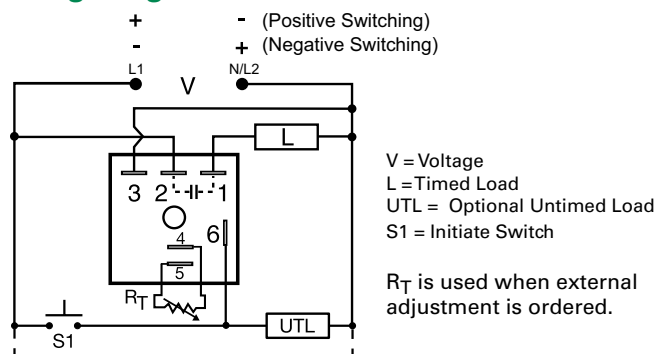 + - (Positive Switching)
- + (Negative Switching)
L1 N/L2
V
L
3 2 1
6
4
5
RT
UTL
S1
V = Voltage
L = Timed Load
UTL = Optional Untimed Load
S1 = Initiate Switch
RT is used when external
adjustment is ordered.